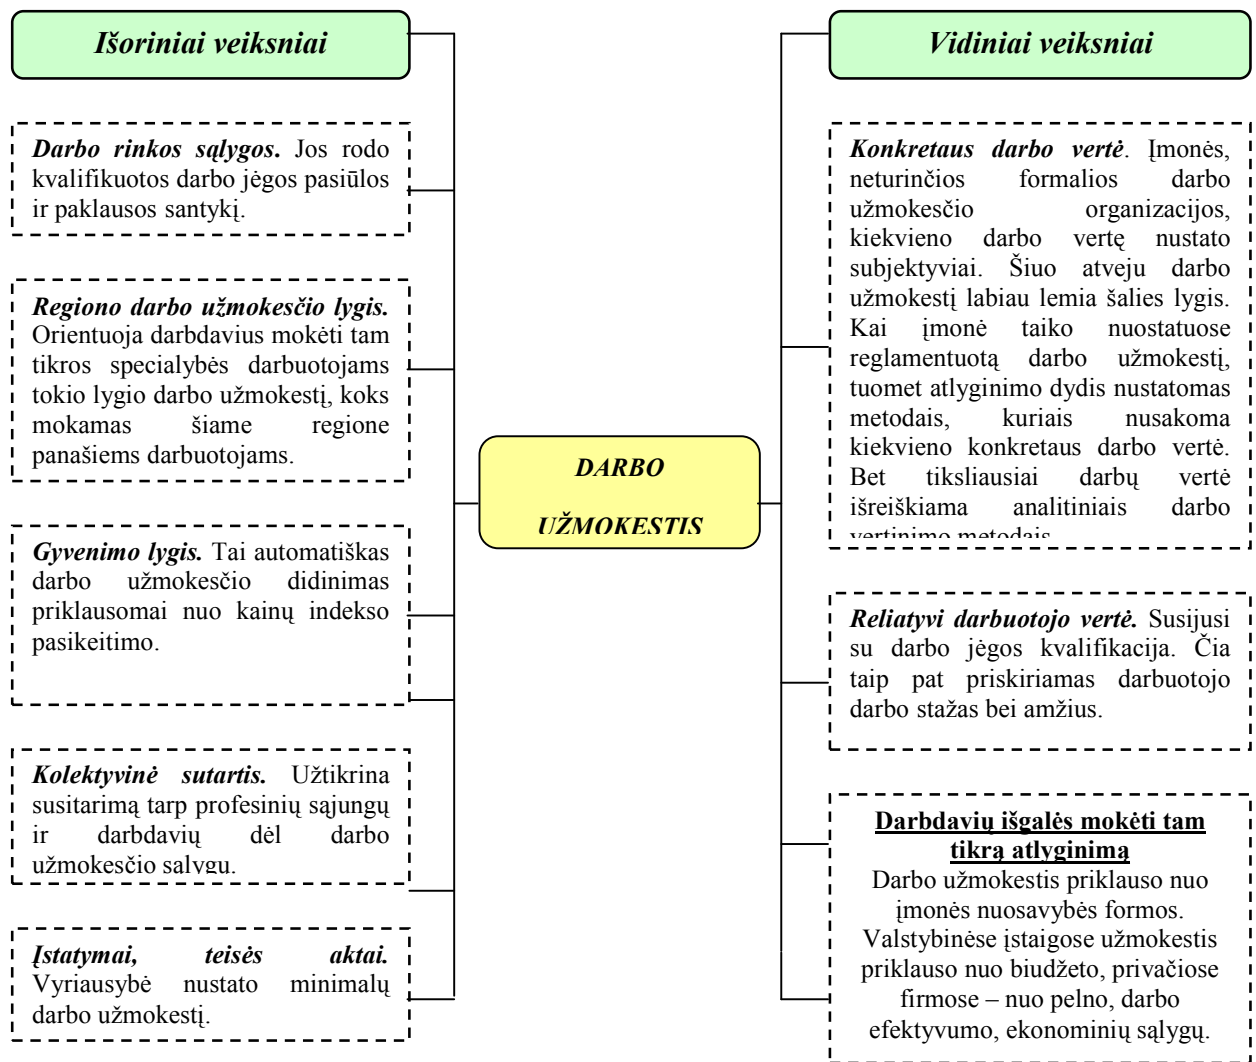 Išoriniai veiksniai
Darbo rinkos sąlygos. Jos rodo
kvalifikuotos darbo jėgos pasiūlos
ir paklausos santykį.
Regiono darbo užmokesčio lygis.
Orientuoja darbdavius mokėti tam
tikros specialybės darbuotojams
tokio lygio darbo užmokestį, koks
mokamas šiame regione
panašiems darbuotojams.
Gyvenimo lygis. Tai automatiškas
darbo užmokesčio didinimas
priklausomai nuo kainų indekso
pasikeitimo.
Kolektyvinė sutartis. Užtikrina
susitarimą tarp profesinių sąjungų
ir darbdavių dėl darbo
užmokesčio sąlygų.
Įstatymai, teisės aktai.
Vyriausybė nustato minimalų
darbo užmokestį.
DARBO
UŽMOKESTIS
Vidiniai veiksniai
Konkretaus darbo vertė. Įmonės,
neturinčios formalios darbo
užmokesčio organizacijos,
kiekvieno darbo vertę nustato
subjektyviai. Šiuo atveju darbo
užmokestį labiau lemia šalies lygis.
Kai įmonė taiko nuostatuose
reglamentuotą darbo užmokestį,
tuomet atlyginimo dydis nustatomas
metodais, kuriais nusakoma
kiekvieno konkretaus darbo vertė.
Bet tiksliausiai darbų vertė
išreiškiama analitiniais darbo
vertinimo metodais
Reliatyvi darbuotojo vertė. Susijusi
su darbo jėgos kvalifikacija. Čia
taip pat priskiriamas darbuotojo
darbo stažas bei amžius.
Darbdavių išgalės mokėti tam
tikrą atlyginimą
Darbo užmokestis priklauso nuo
įmonės nuosavybės formos.
Valstybinėse įstaigose užmokestis
priklauso nuo biudžeto, privačiose
firmose – nuo pelno, darbo
efektyvumo, ekonominių sąlygų.